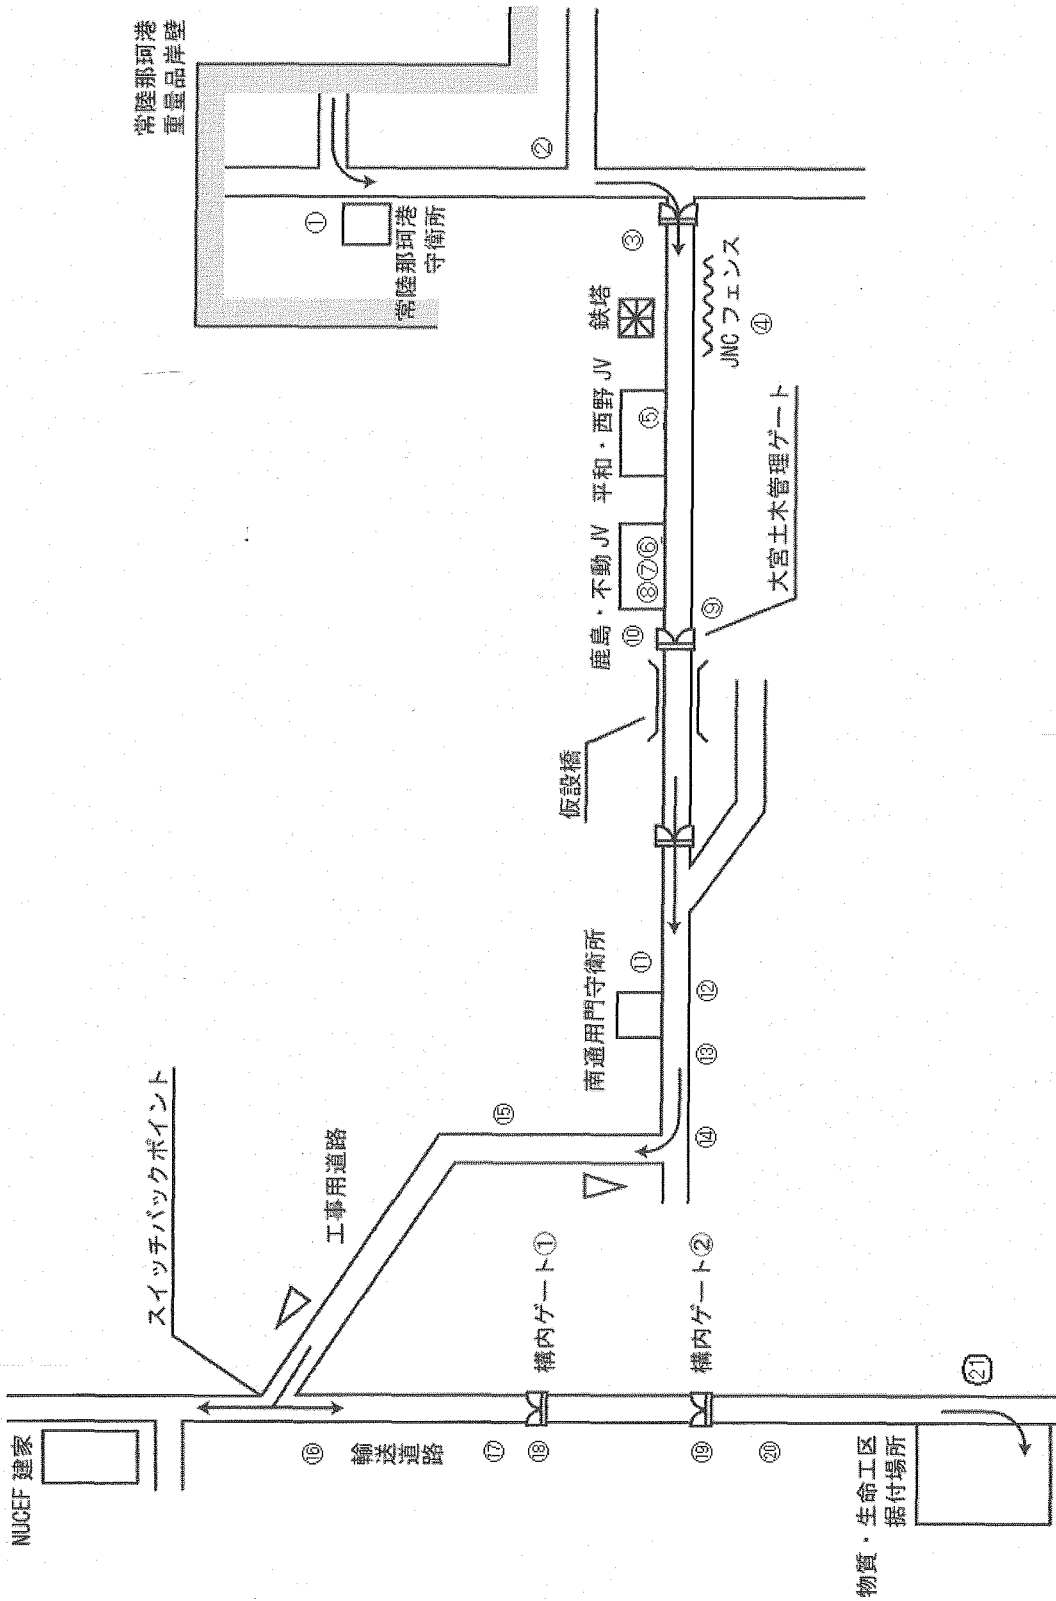 常陸那珂港
重量品岸壁
①
②
常陸那珂港
守衛所
③
鉄塔
JNCフェンス
④
平和・西野JV
⑤
鹿島・不動JV
⑧⑦⑥
⑨
大宮土木管理ゲート
⑩
仮設橋
南通用門守衛所
⑪
⑫
⑬
⑭
⑮
工事用道路
スイッチバックポイント
NUCEF建家
⑯
輸送
道路
⑰
⑱
構内ゲート①
構内ゲート②
⑲
⑳
㉑
物質・生命工区
据付場所